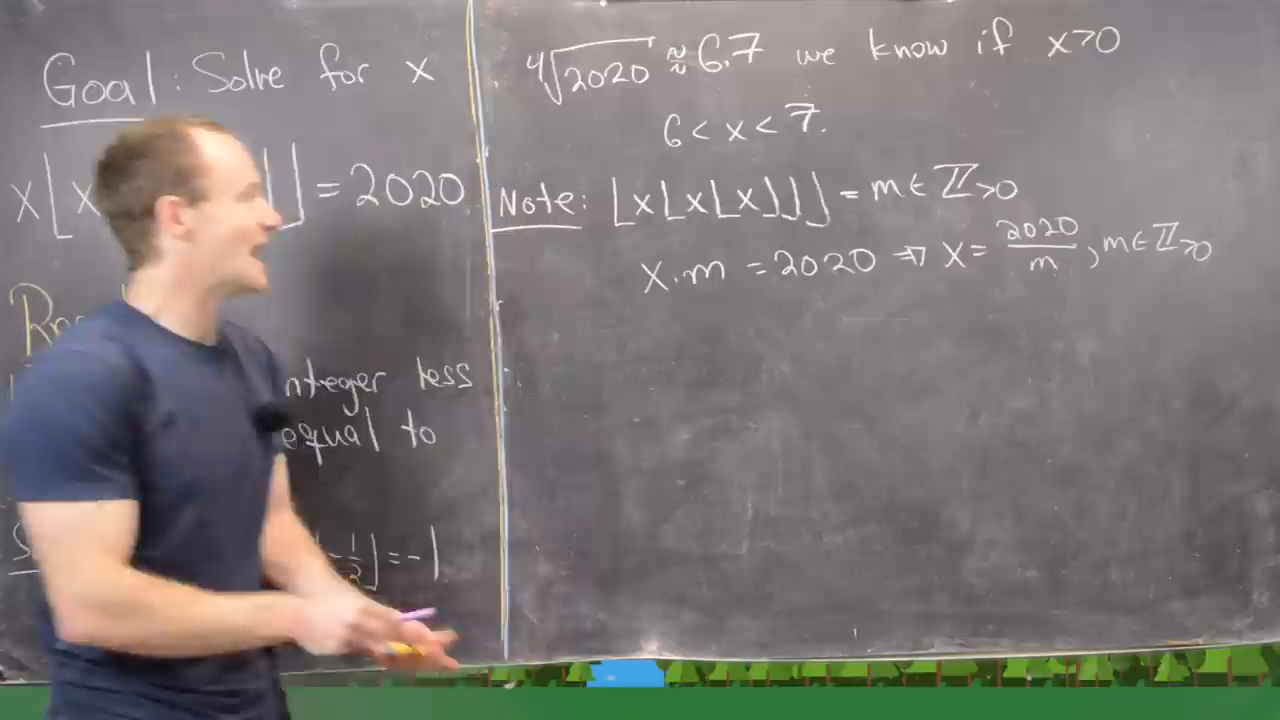 Goal: Solve for x
x⌊x ⌋⌋ = 2020
nteger less
equal to
⌋ = -1
∜2020 ≈ 6.7 we know if x>0
6 < x < 7.
Note: ⌊x⌊x⌊x⌋⌋⌋ = m ∈ ℤ>0
x·m = 2020 ⇒ x = 2020/m , m ∈ ℤ>0